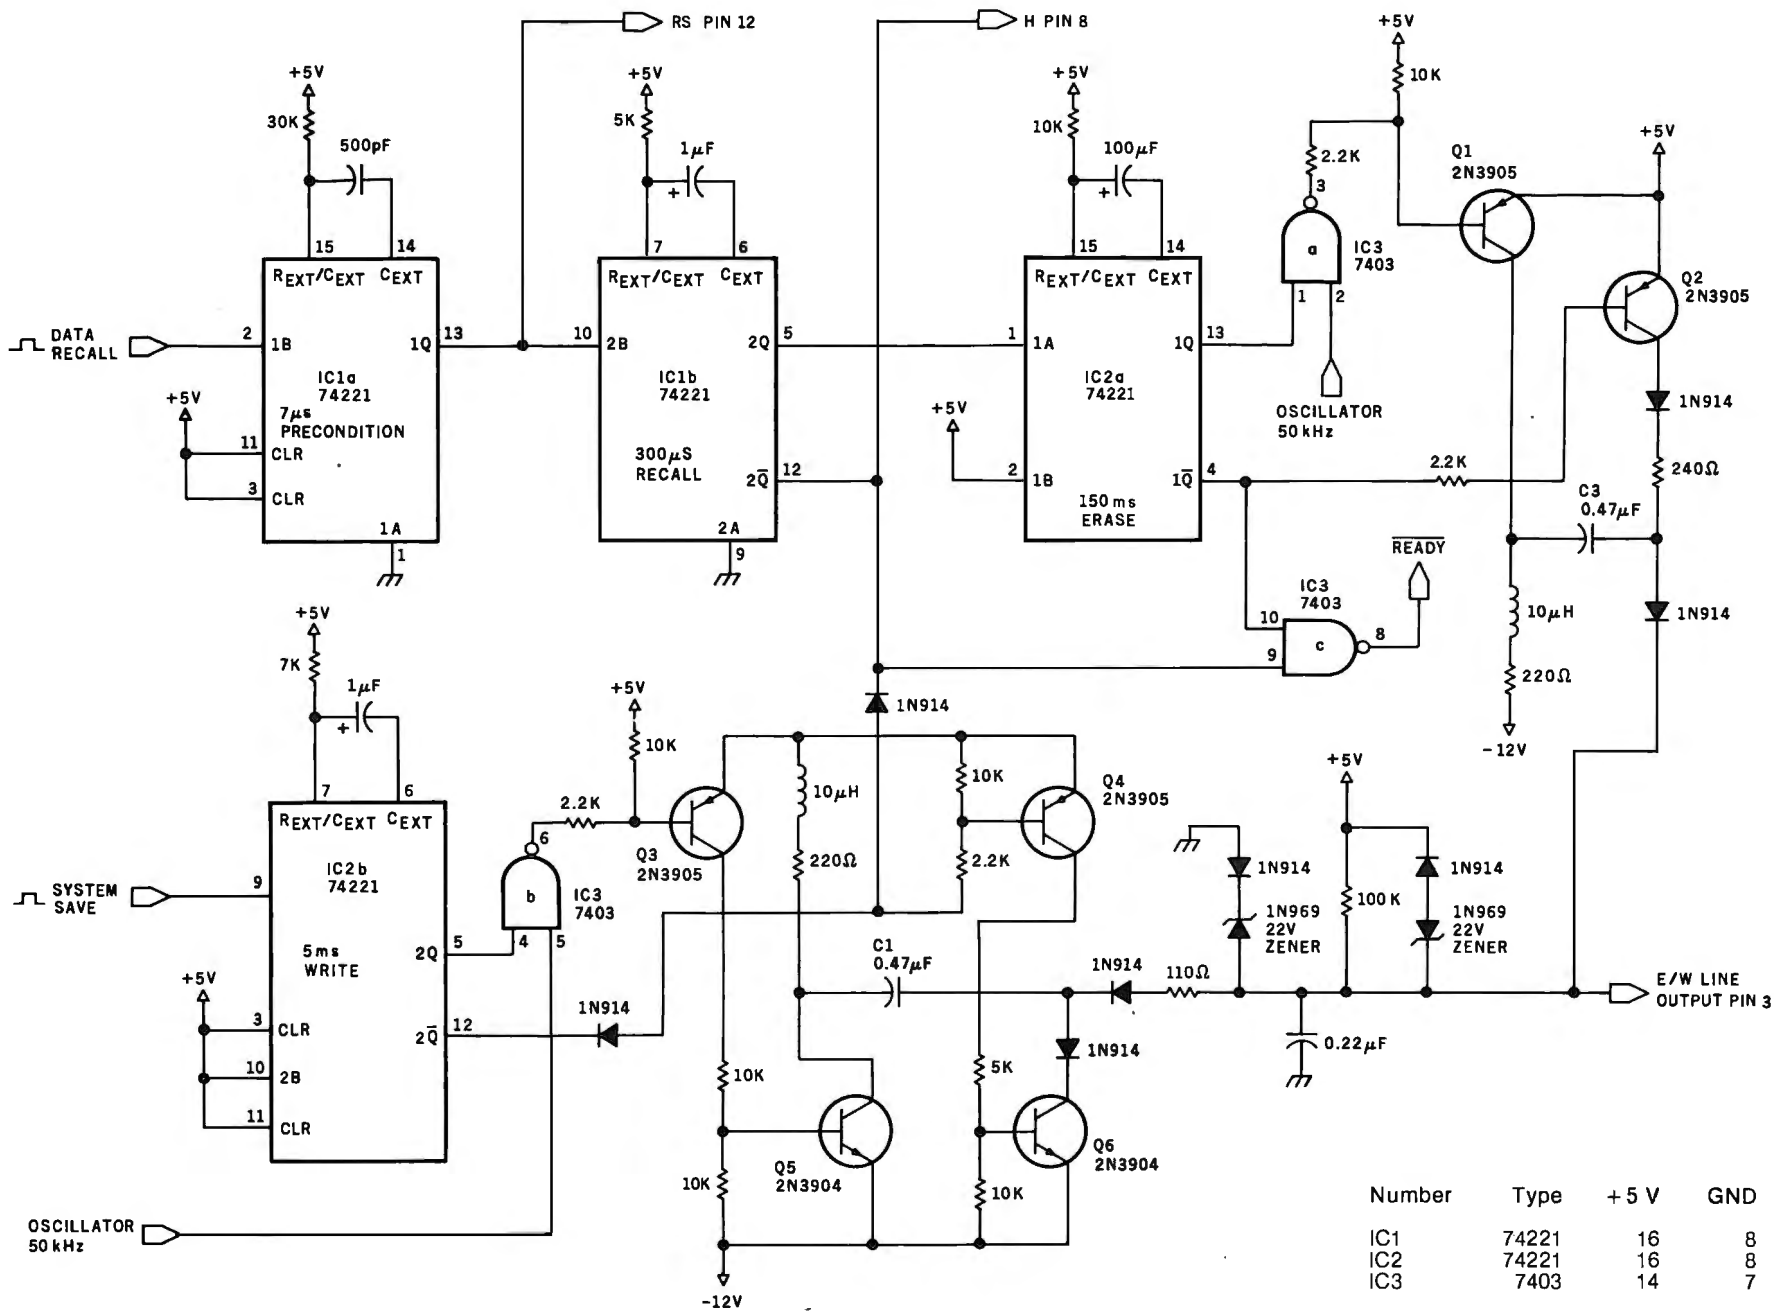 RS PIN 12
H PIN 8
+5V
10K
+5V
30K
500pF
+5V
5K
1µF
+
+5V
10K
100µF
+
2.2K
3
+5V
Q1
2N3905
15
14
7
6
15
14
a
IC3
7403
1
2
REXT/CEXT CEXT
REXT/CEXT CEXT
REXT/CEXT CEXT
Q2
2N3905
DATA
RECALL
2
1B
1Q
13
10
2B
2Q
5
1
1A
1Q
13
IC1a
74221
IC1b
74221
IC2a
74221
OSCILLATOR
50kHz
1N914
+5V
7µs
PRECONDITION
11
CLR
3
CLR
300µS
RECALL
2Q̅
12
+5V
2
1B
1Q̅
4
2.2K
240Ω
150ms
ERASE
C3
0.47µF
1A
1
2A
9
READY
IC3
7403
10
9
c
8
10µH
1N914
220Ω
-12V
+5V
7K
1µF
+
+5V
10K
1N914
7
6
REXT/CEXT CEXT
2.2K
6
Q3
2N3905
10µH
220Ω
10K
2.2K
Q4
2N3905
+5V
SYSTEM
SAVE
9
IC2b
74221
b
IC3
7403
4
5
1N914
1N969
22V
ZENER
100K
1N914
1N969
22V
ZENER
5ms
WRITE
2Q
5
C1
0.47µF
1N914
110Ω
E/W LINE
OUTPUT PIN 3
+5V
3
CLR
10
2B
11
CLR
2Q̅
12
1N914
1N914
0.22µF
10K
5K
Q5
2N3904
Q6
2N3904
10K
10K
OSCILLATOR
50kHz
-12V
Number Type +5 V GND
IC1 74221 16 8
IC2 74221 16 8
IC3 7403 14 7